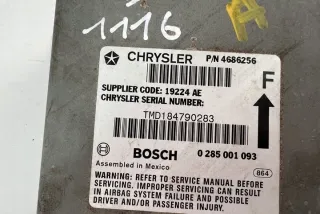 1116
A
CHRYSLER P/N 4686256
SUPPLIER CODE: 19224 AE
CHRYSLER SERIAL NUMBER:
F
TMD184790283
BOSCH 0 285 001 093
Assembled in Mexico
864
WARNING: REFER TO SERVICE MANUAL BEFORE
SERVICING. IMPROPER SERVICING CAN RESULT
IN AIRBAG SYSTEM FAILURE AND POSSIBLE
DRIVER AND/OR PASSENGER INJURY.